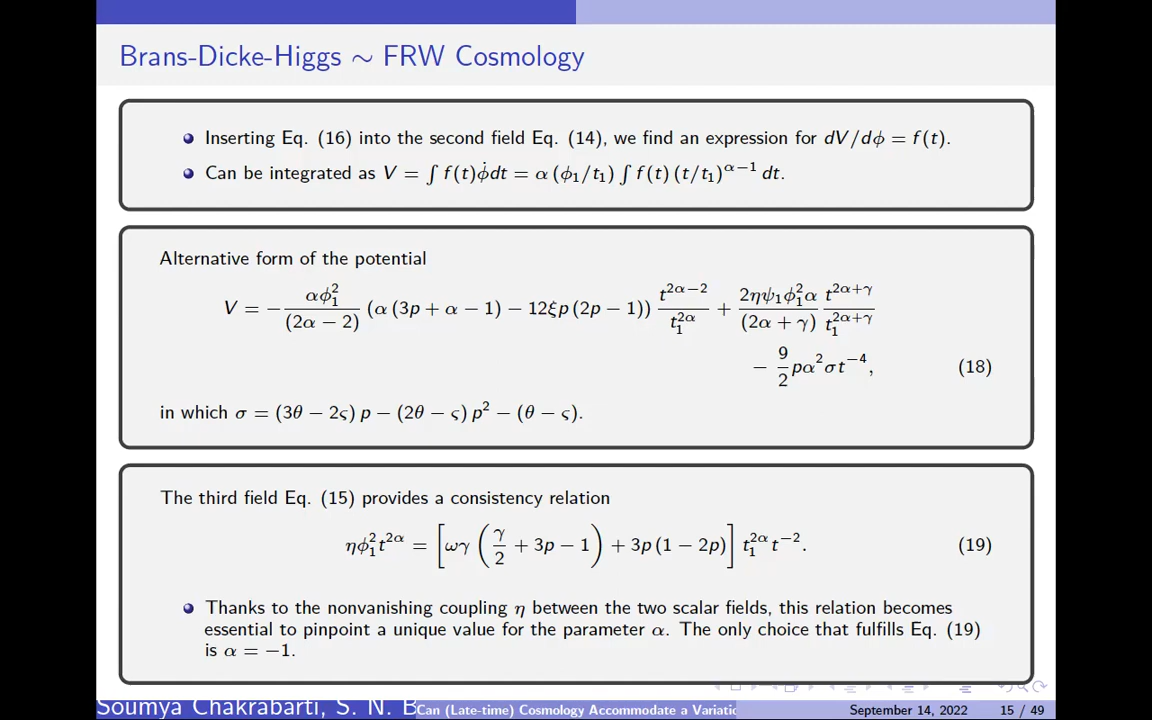 Brans-Dicke-Higgs ∼ FRW Cosmology
Inserting Eq. (16) into the second field Eq. (14), we find an expression for dV/dϕ = f(t).
Can be integrated as V = ∫ f(t)ϕ̇dt = α (ϕ₁/t₁) ∫ f(t) (t/t₁)^{α−1} dt.
Alternative form of the potential
V = − \frac{αϕ₁²}{(2α − 2)} (α (3p + α − 1) − 12ξp (2p − 1)) \frac{t^{2α−2}}{t₁^{2α}} + \frac{2ηψ₁ϕ₁²α}{(2α + γ)} \frac{t^{2α+γ}}{t₁^{2α+γ}}
− \frac{9}{2} pα²σt^{−4}, (18)
in which σ = (3θ − 2ς) p − (2θ − ς) p² − (θ − ς).
The third field Eq. (15) provides a consistency relation
ηϕ₁²t^{2α} = [ωγ (\frac{γ}{2} + 3p − 1) + 3p (1 − 2p)] t₁^{2α} t^{−2}. (19)
Thanks to the nonvanishing coupling η between the two scalar fields, this relation becomes
essential to pinpoint a unique value for the parameter α. The only choice that fulfills Eq. (19)
is α = −1.
Soumya Chakrabarti, S. N. B Can (Late-time) Cosmology Accommodate a Variatio September 14, 2022 15 / 49